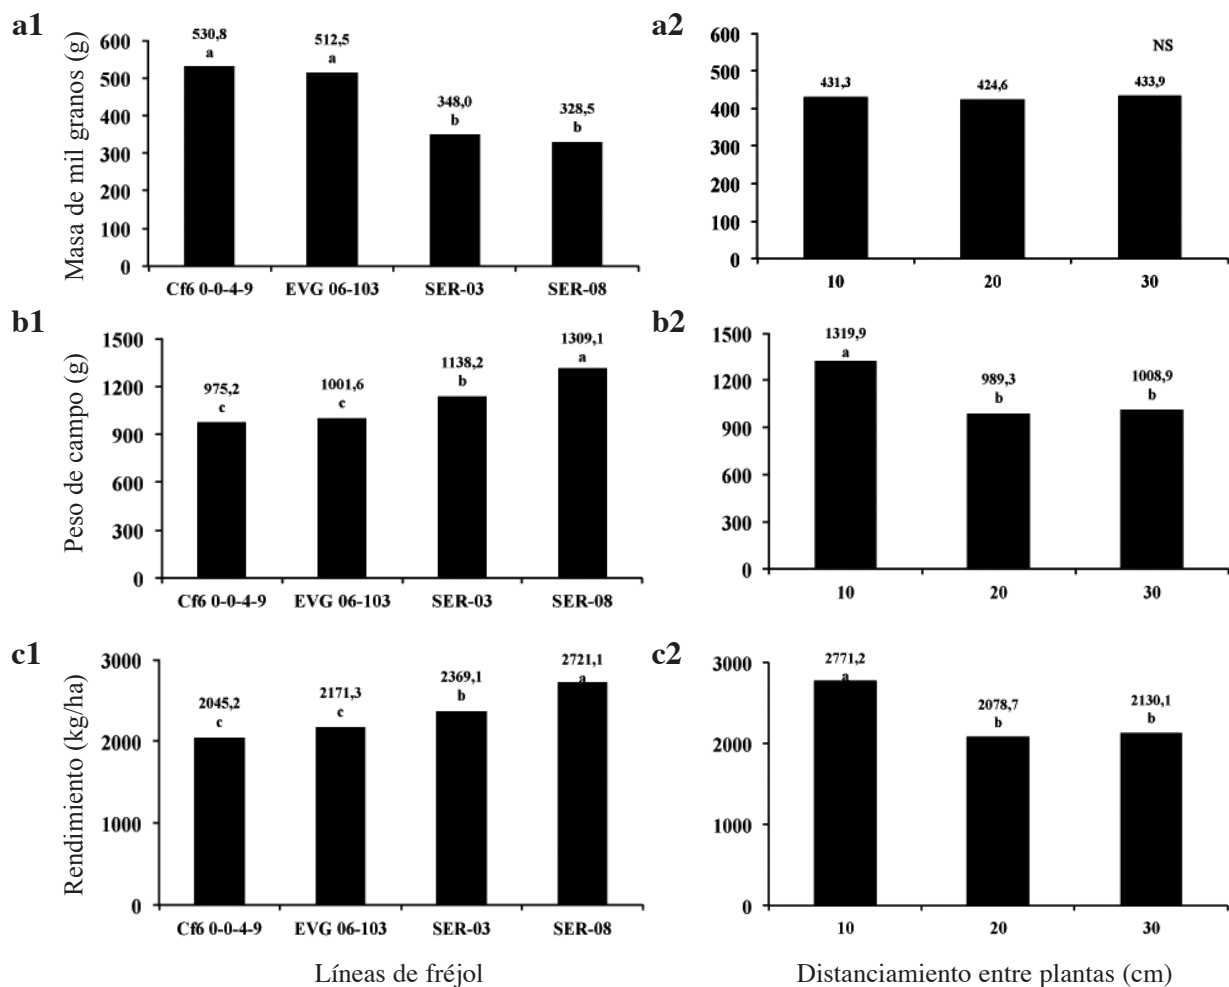 a1
Masa de mil granos (g)
600
500
400
300
200
100
0
530,8
a
512,5
a
348,0
b
328,5
b
Cf6 0-0-4-9 EVG 06-103 SER-03 SER-08
a2
600
500
400
300
200
100
0
NS
431,3
424,6
433,9
10 20 30
b1
Peso de campo (g)
1500
1200
900
600
300
0
975,2
c
1001,6
c
1138,2
b
1309,1
a
Cf6 0-0-4-9 EVG 06-103 SER-03 SER-08
b2
1500
1200
900
600
300
0
1319,9
a
989,3
b
1008,9
b
10 20 30
c1
Rendimiento (kg/ha)
3000
2000
1000
0
2045,2
c
2171,3
c
2369,1
b
2721,1
a
Cf6 0-0-4-9 EVG 06-103 SER-03 SER-08
Líneas de fréjol
c2
3000
2000
1000
0
2771,2
a
2078,7
b
2130,1
b
10 20 30
Distanciamiento entre plantas (cm)